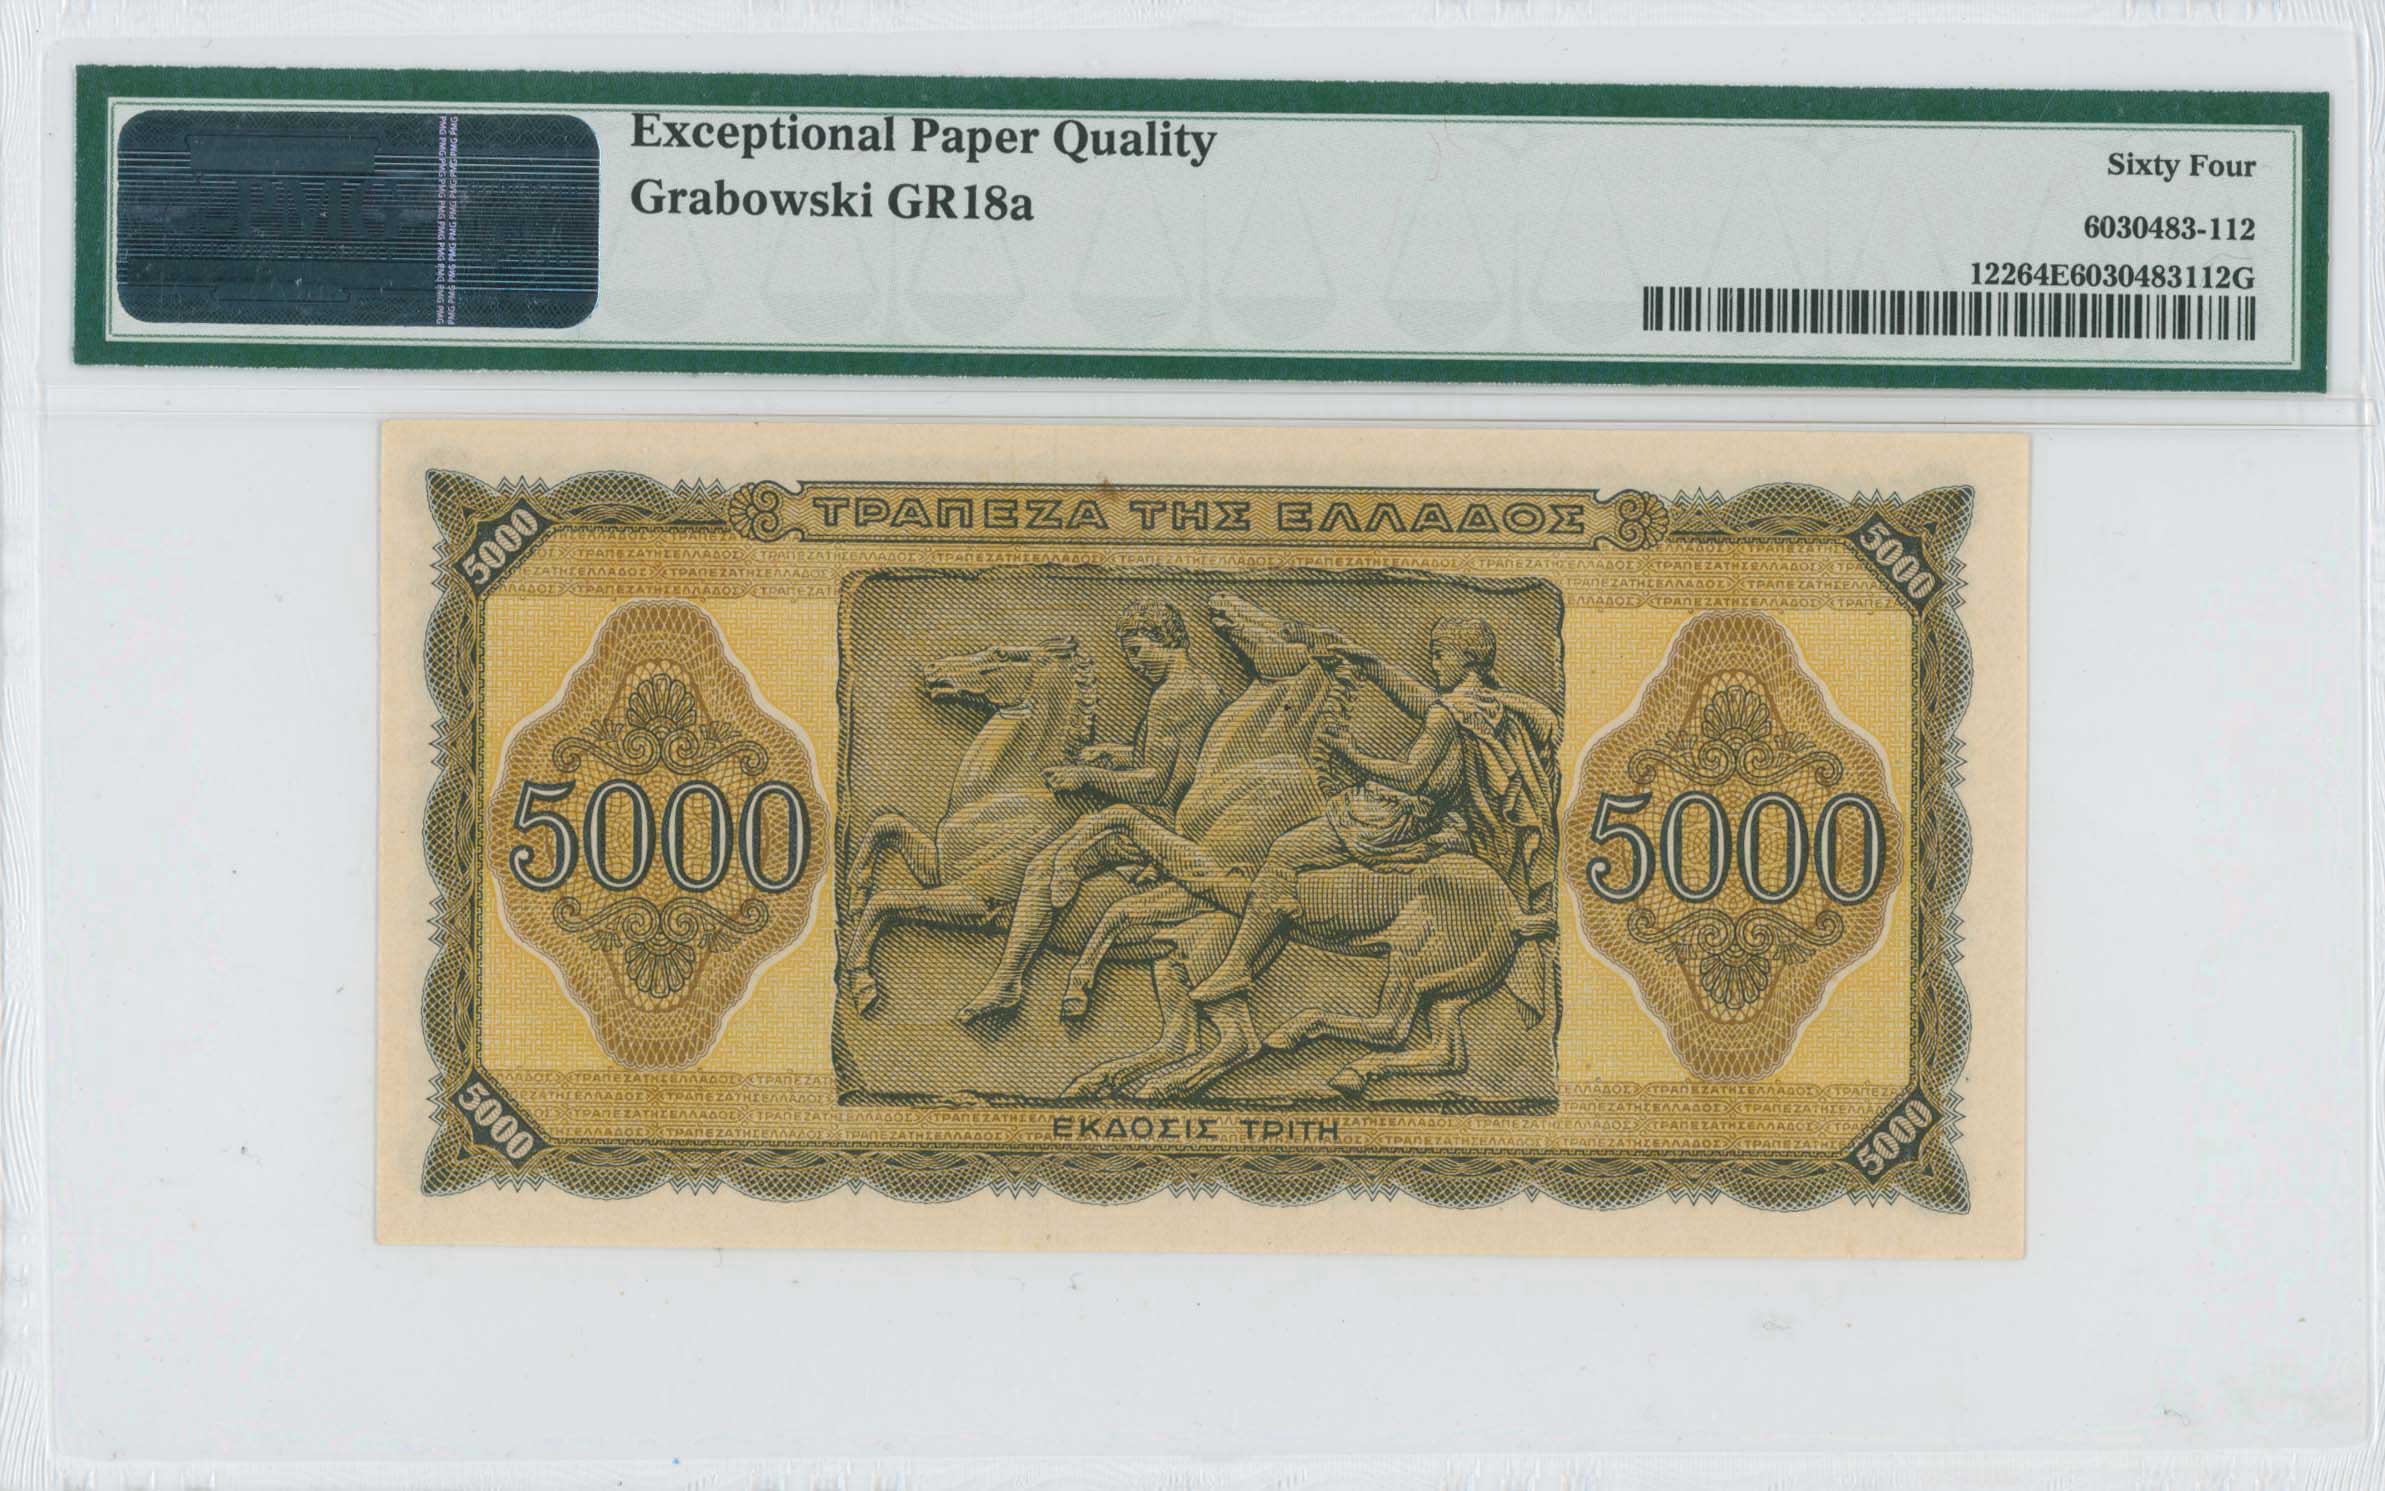 PMG
Exceptional Paper Quality
Grabowski GR18a
Sixty Four
6030483-112
12264E6030483112G
ΤΡΑΠΕΖΑ ΤΗΣ ΕΛΛΑΔΟΣ
5000
5000
5000
5000
ΕΚΔΟΣΙΣ ΤΡΙΤΗ
5000
5000